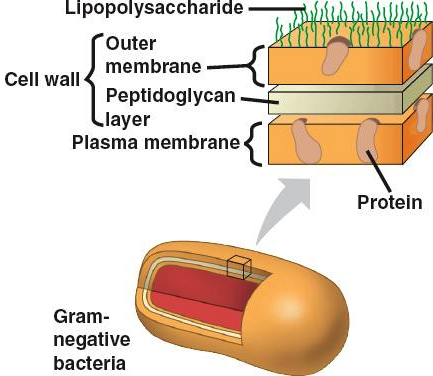 Lipopolysaccharide
Outer
membrane
Cell wall
Peptidoglycan
layer
Plasma membrane
Protein
Gram-
negative
bacteria